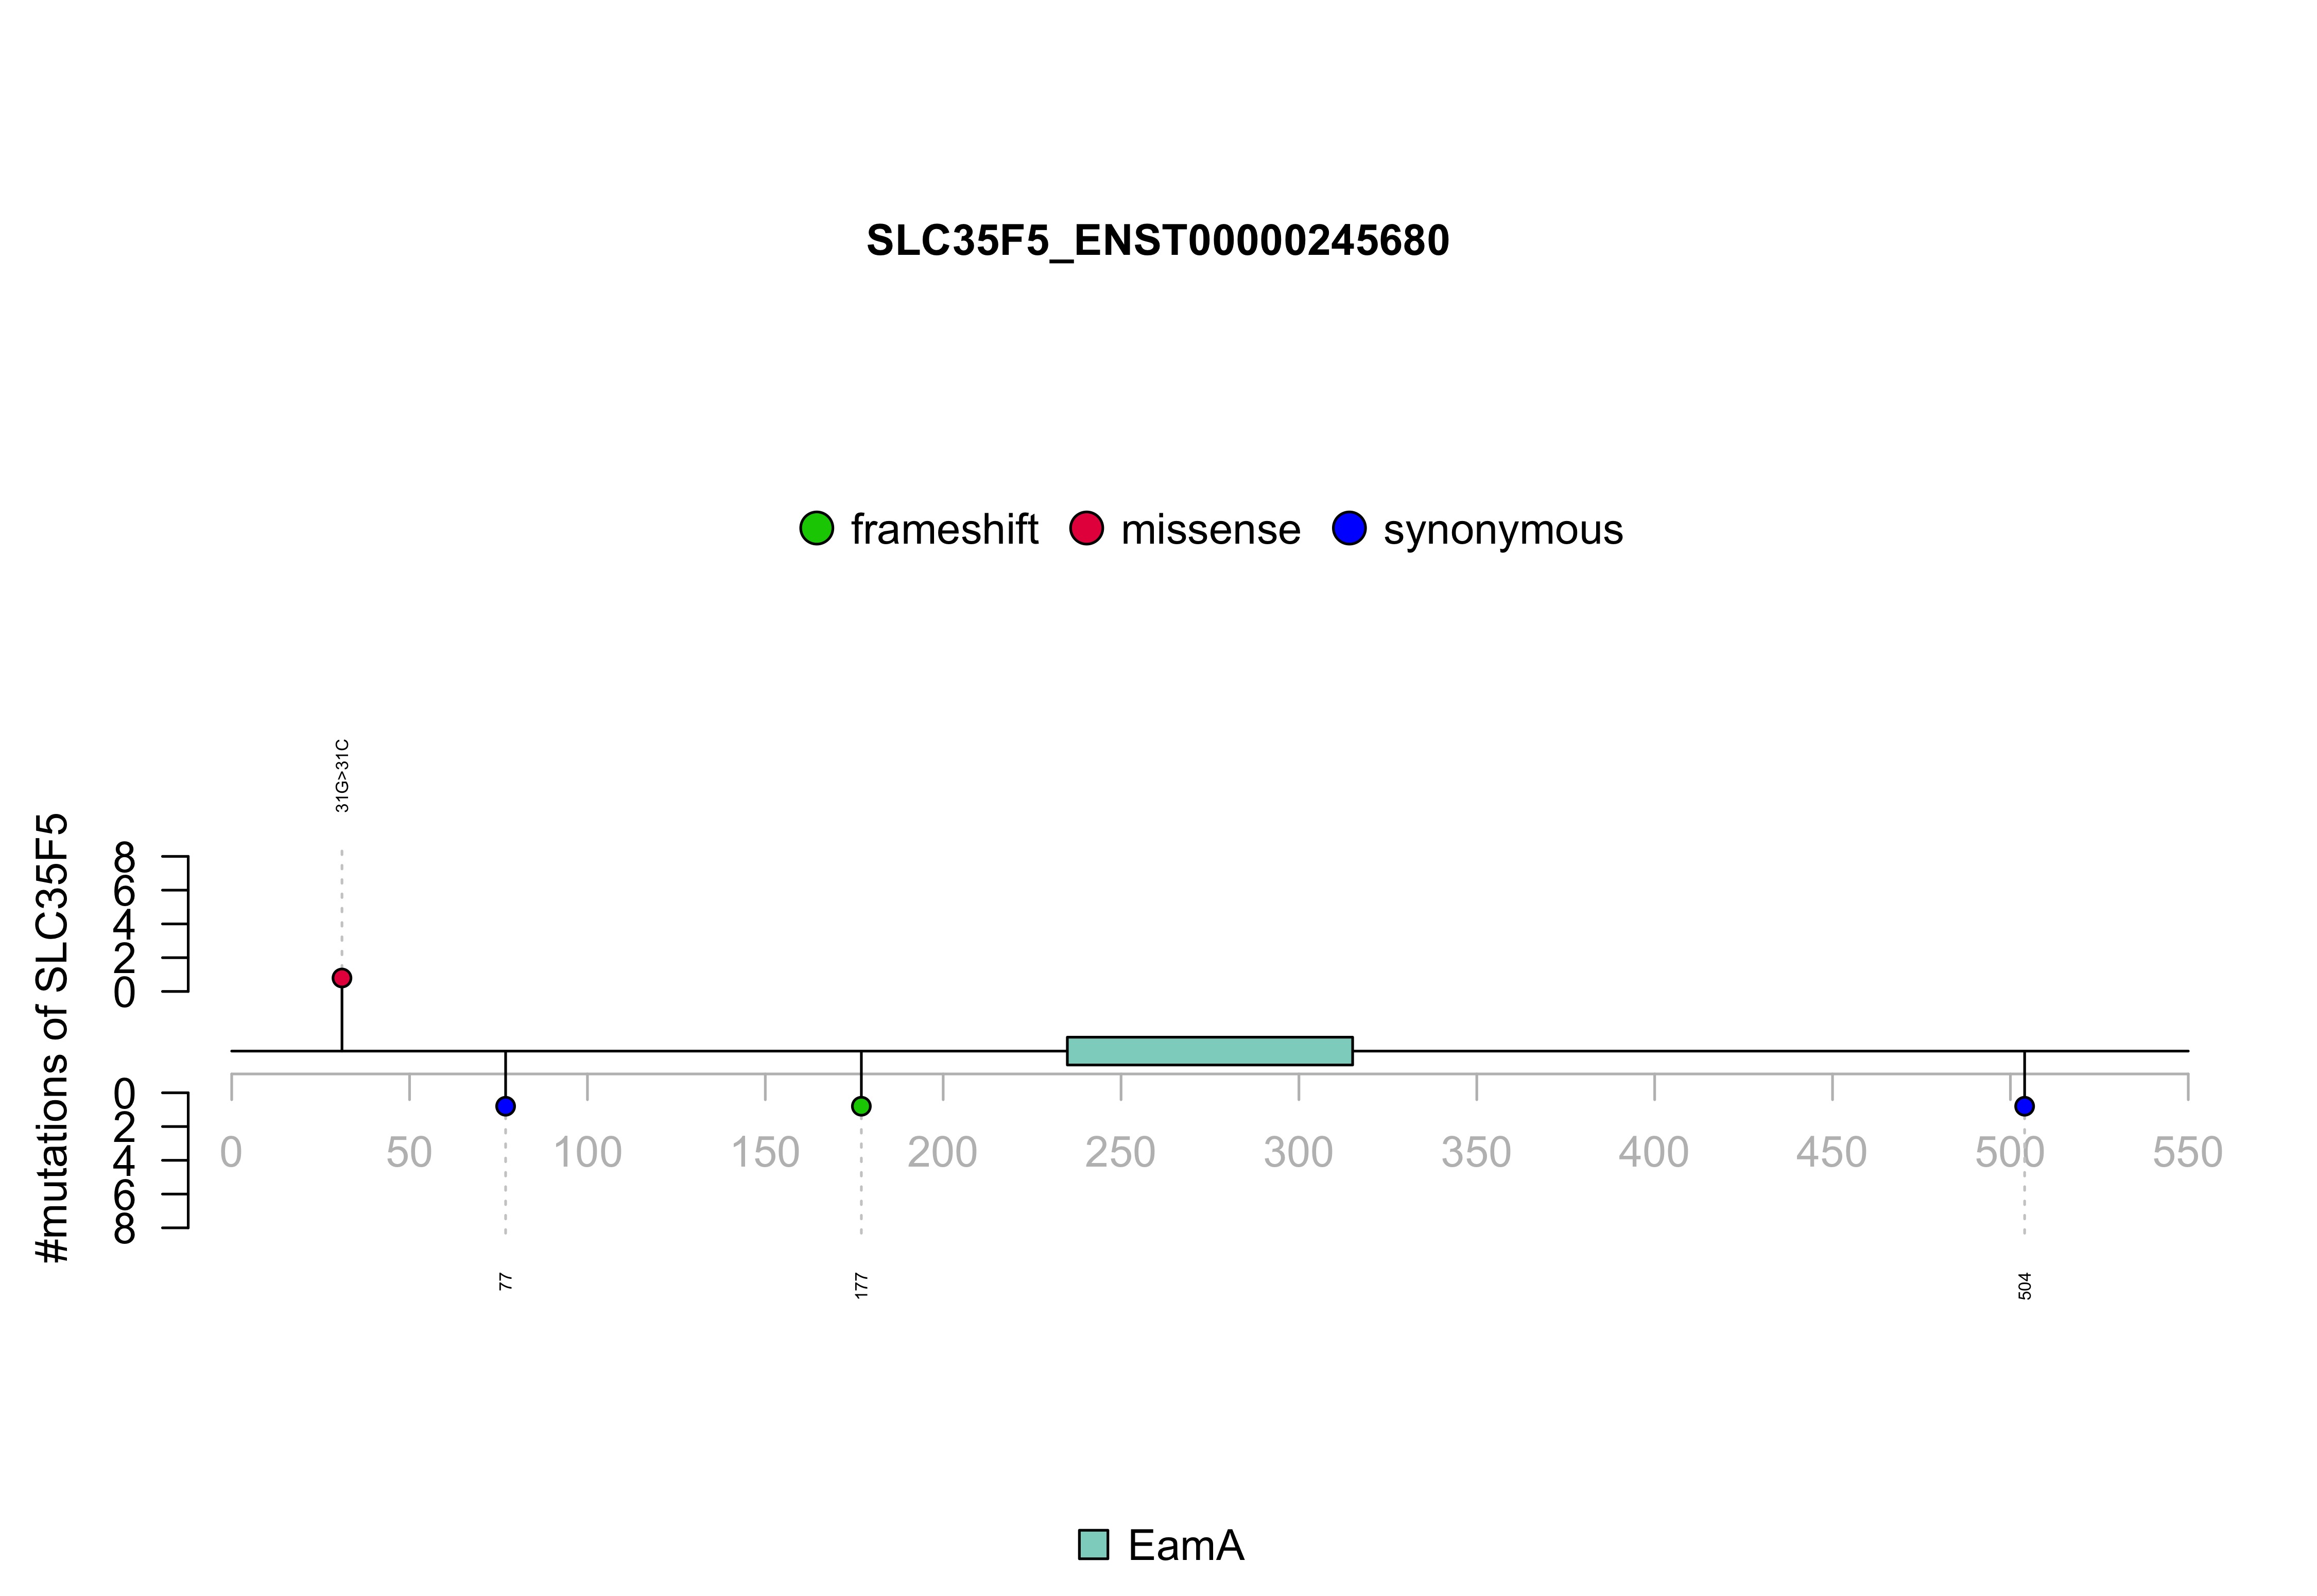 SLC35F5_ENST00000245680
frameshift missense synonymous
31G>31C
#mutations of SLC35F5
8
6
4
2
0
0
2
4
6
8
0 50 100 150 200 250 300 350 400 450 500 550
77 177 504
EamA